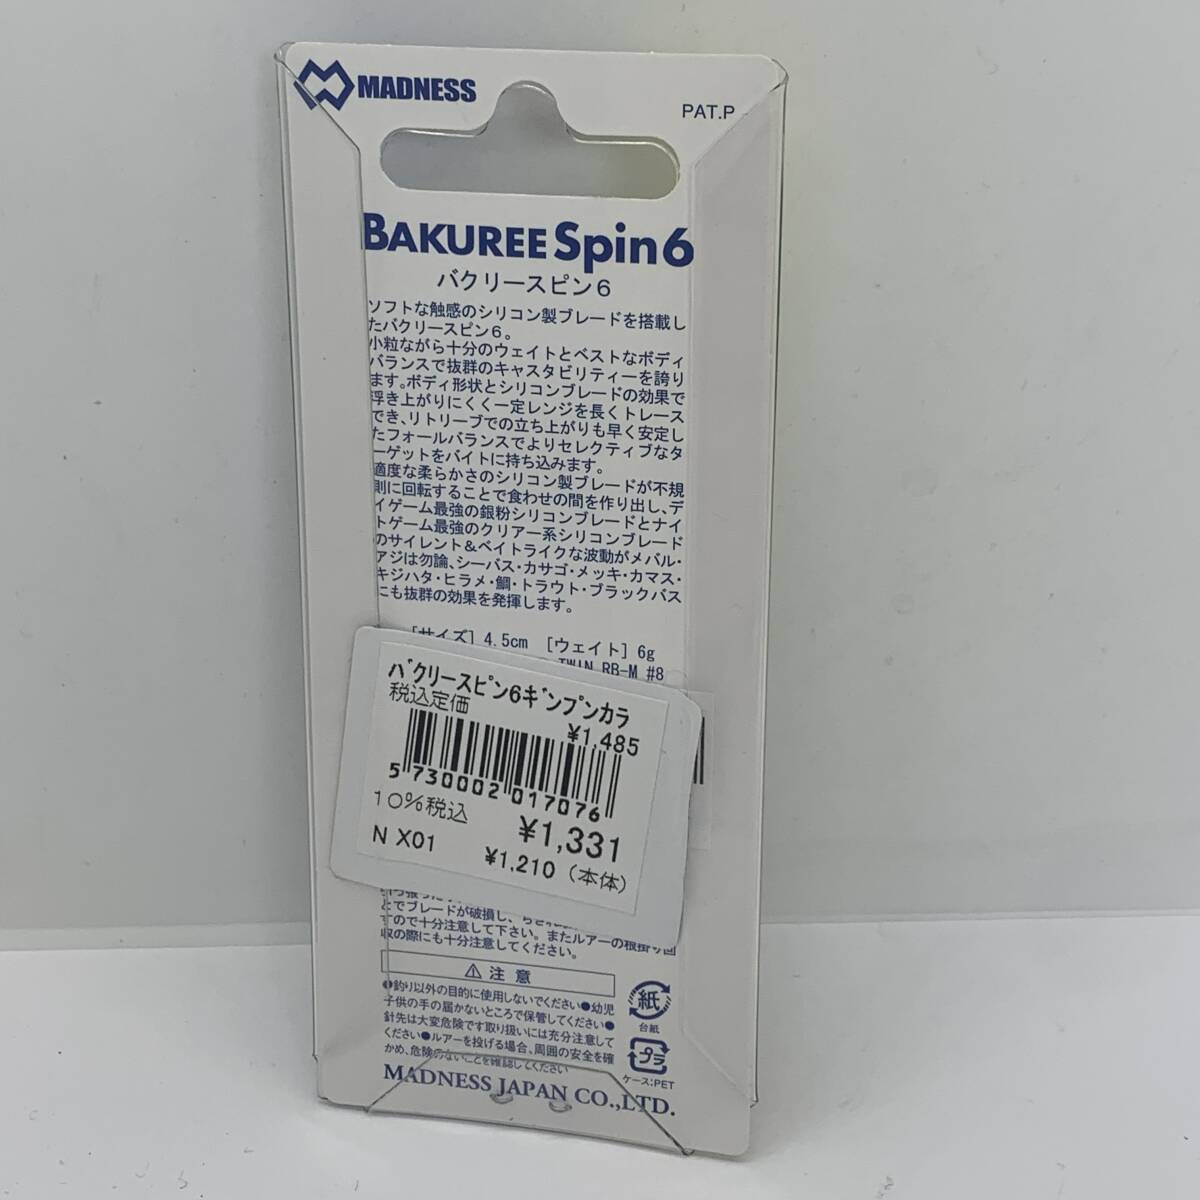 MADNESS
PAT.P
BAKUREE Spin6
バクリースピン6
ソフトな触感のシリコン製ブレードを搭載し
たバクリースピン6。
小粒ながら十分のウェイトとベストなボディ
バランスで抜群のキャスタビリティーを誇り
ます。ボディ形状とシリコンブレードの効果で
浮き上がりにくく一定レンジを長くトレース
でき、リトリーブでの立ち上がりも早く安定し
たフォールバランスでよりセレクティブなタ
ーゲットをバイトに持ち込みます。
適度な柔らかさのシリコン製ブレードが不規
則に回転することで食わせの間を作り出し、デ
イゲーム最強の銀粉シリコンブレードとナイ
トゲーム最強のクリアー系シリコンブレード
のサイレント&ベイトライクな波動がメバル・
アジは勿論、シーバス・カサゴ・メッキ・カマス・
キジハタ・ヒラメ・鯛・トラウト・ブラックバス
にも抜群の効果を発揮します。
[サイズ] 4.5cm [ウェイト] 6g
TWIN RB-M #8
バクリースピン6ギンプンカラ
税込定価
¥1,485
5 730002 017076
10%税込
¥1,331
N X01
¥1,210 (本体)
とでブレードが破損し、
すので十分注意して下さい。またルアーの根掛り回
収の際にも十分注意してください。
⚠注意
●釣り以外の目的に使用しないでください●幼児
子供の手の届かないところで保管してください●
針先は大変危険です取り扱いには充分注意して
ください●ルアーを投げる場合、周囲の安全を確
かめ、危険のないことを確認してください
紙
台紙
プラ
ケース:PET
MADNESS JAPAN CO.,LTD.